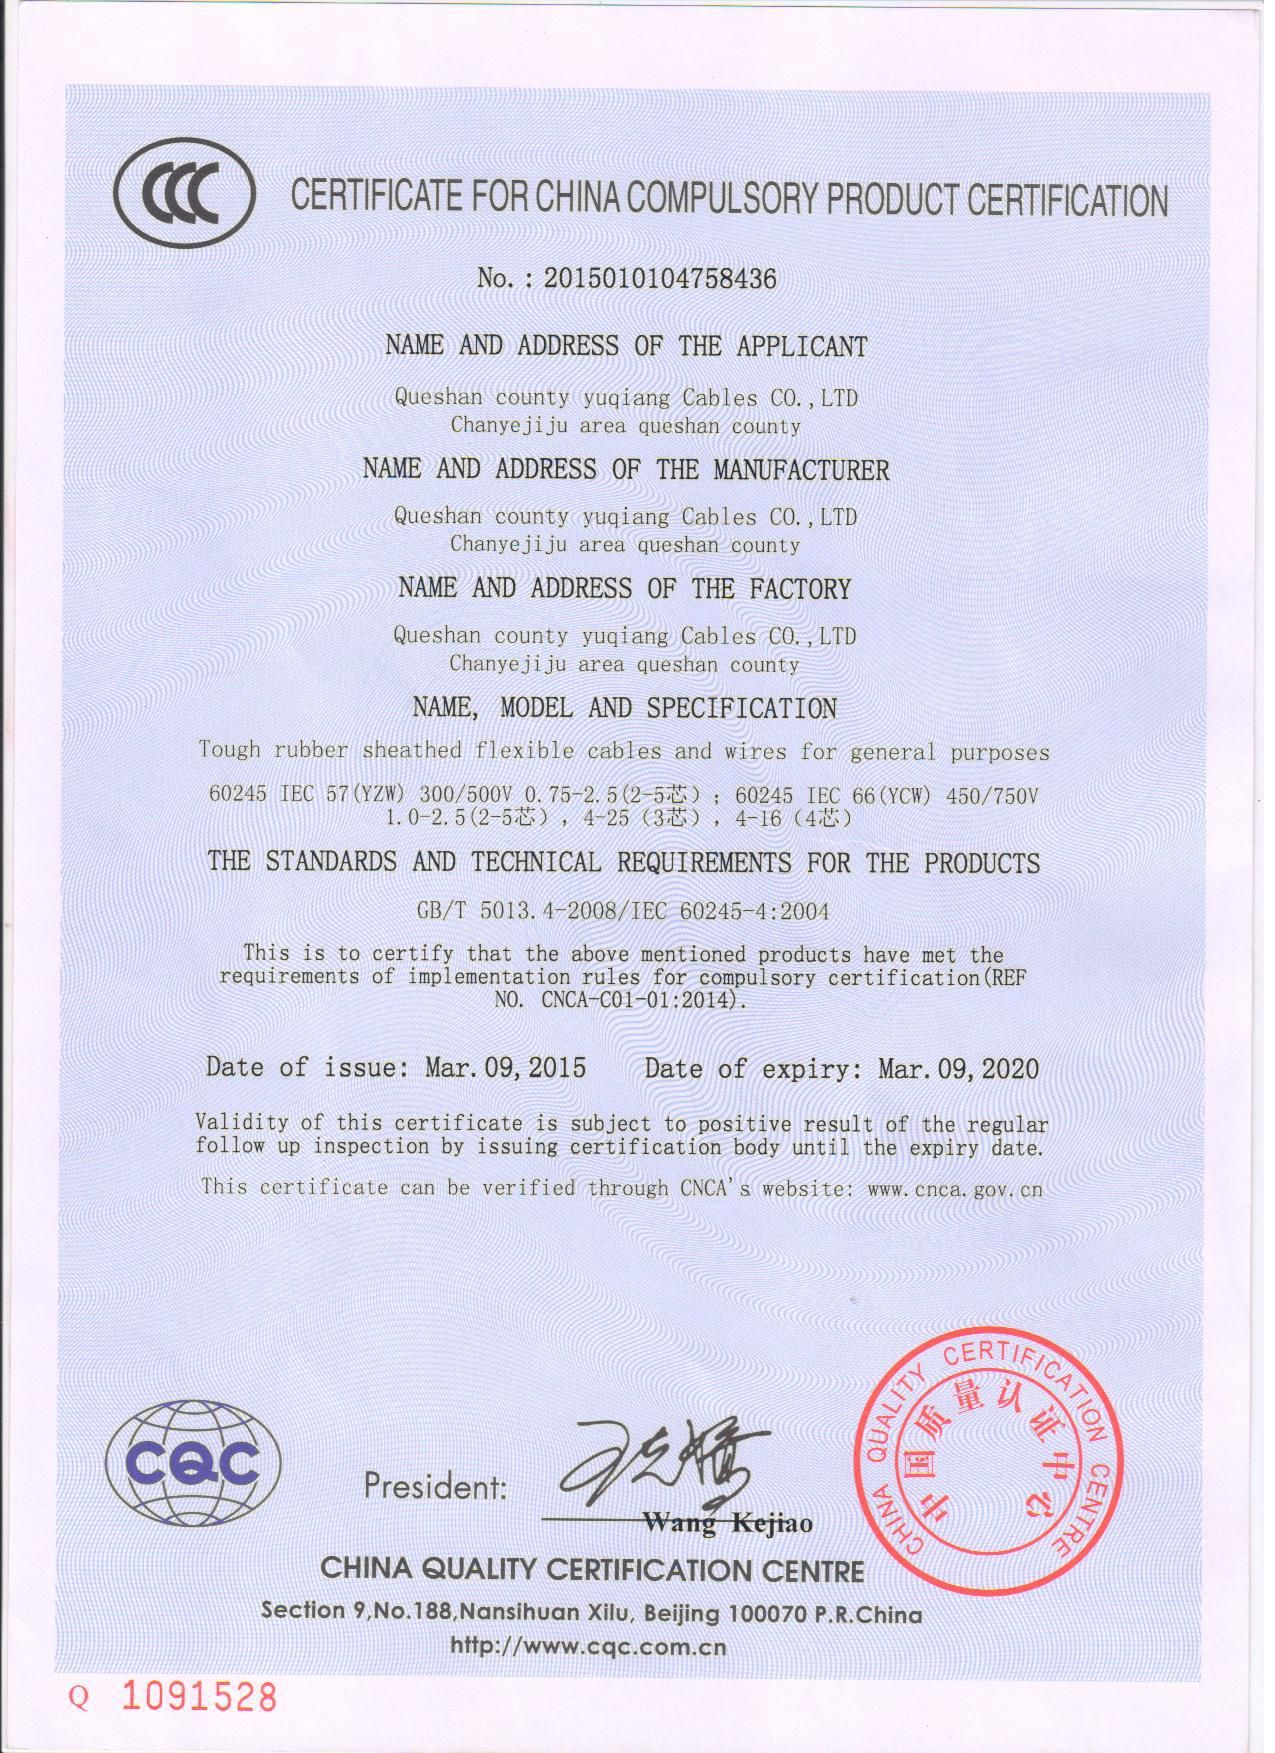 CCC
CERTIFICATE FOR CHINA COMPULSORY PRODUCT CERTIFICATION
No. : 2015010104758436
NAME AND ADDRESS OF THE APPLICANT
Queshan county yuqiang Cables CO.,LTD
Chanyejiju area queshan county
NAME AND ADDRESS OF THE MANUFACTURER
Queshan county yuqiang Cables CO.,LTD
Chanyejiju area queshan county
NAME AND ADDRESS OF THE FACTORY
Queshan county yuqiang Cables CO.,LTD
Chanyejiju area queshan county
NAME, MODEL AND SPECIFICATION
Tough rubber sheathed flexible cables and wires for general purposes
60245 IEC 57(YZW) 300/500V 0.75-2.5(2-5芯) ; 60245 IEC 66(YCW) 450/750V
1.0-2.5(2-5芯) , 4-25 (3芯) , 4-16 (4芯)
THE STANDARDS AND TECHNICAL REQUIREMENTS FOR THE PRODUCTS
GB/T 5013.4-2008/IEC 60245-4:2004
This is to certify that the above mentioned products have met the
requirements of implementation rules for compulsory certification(REF
NO. CNCA-C01-01:2014).
Date of issue: Mar.09,2015 Date of expiry: Mar.09,2020
Validity of this certificate is subject to positive result of the regular
follow up inspection by issuing certification body until the expiry date.
This certificate can be verified through CNCA's website: www.cnca.gov.cn
CQC
President:
Wang Kejiao
CHINA QUALITY CERTIFICATION CENTRE
中国质量认证中心
CHINA QUALITY CERTIFICATION CENTRE
Section 9,No.188,Nansihuan Xilu, Beijing 100070 P.R.China
http://www.cqc.com.cn
Q 1091528